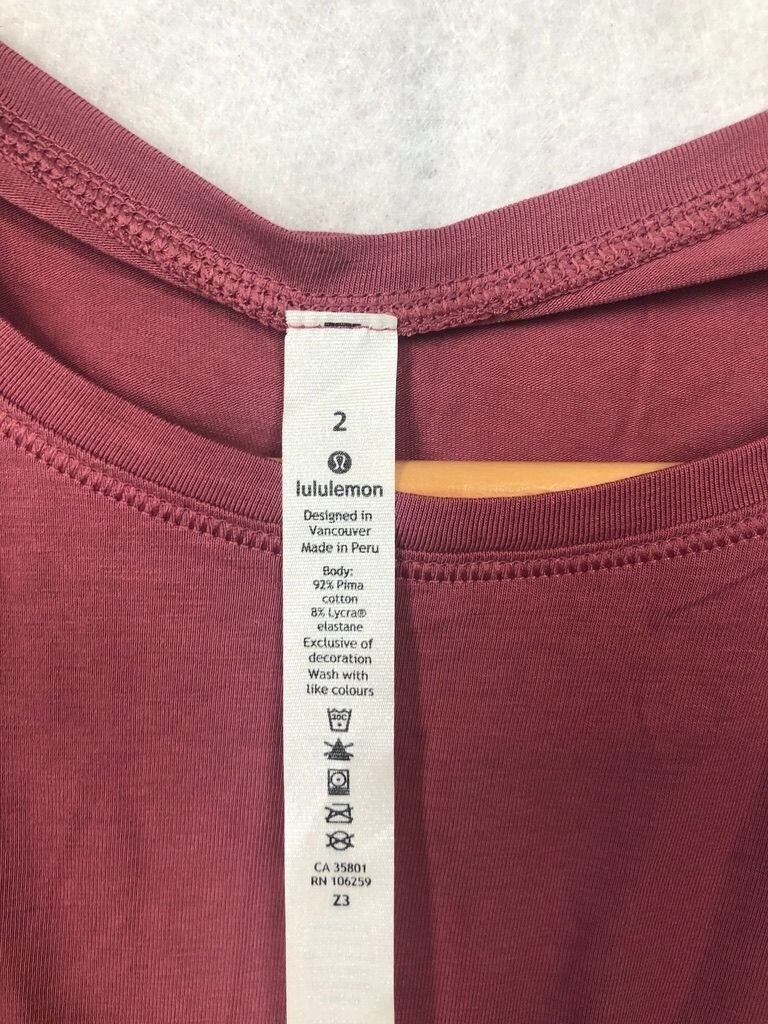 2
lululemon
Designed in
Vancouver
Made in Peru
Body:
92% Pima
cotton
8% Lycra®
elastane
Exclusive of
decoration
Wash with
like colours
30C
CA 35801
RN 106259
Z3